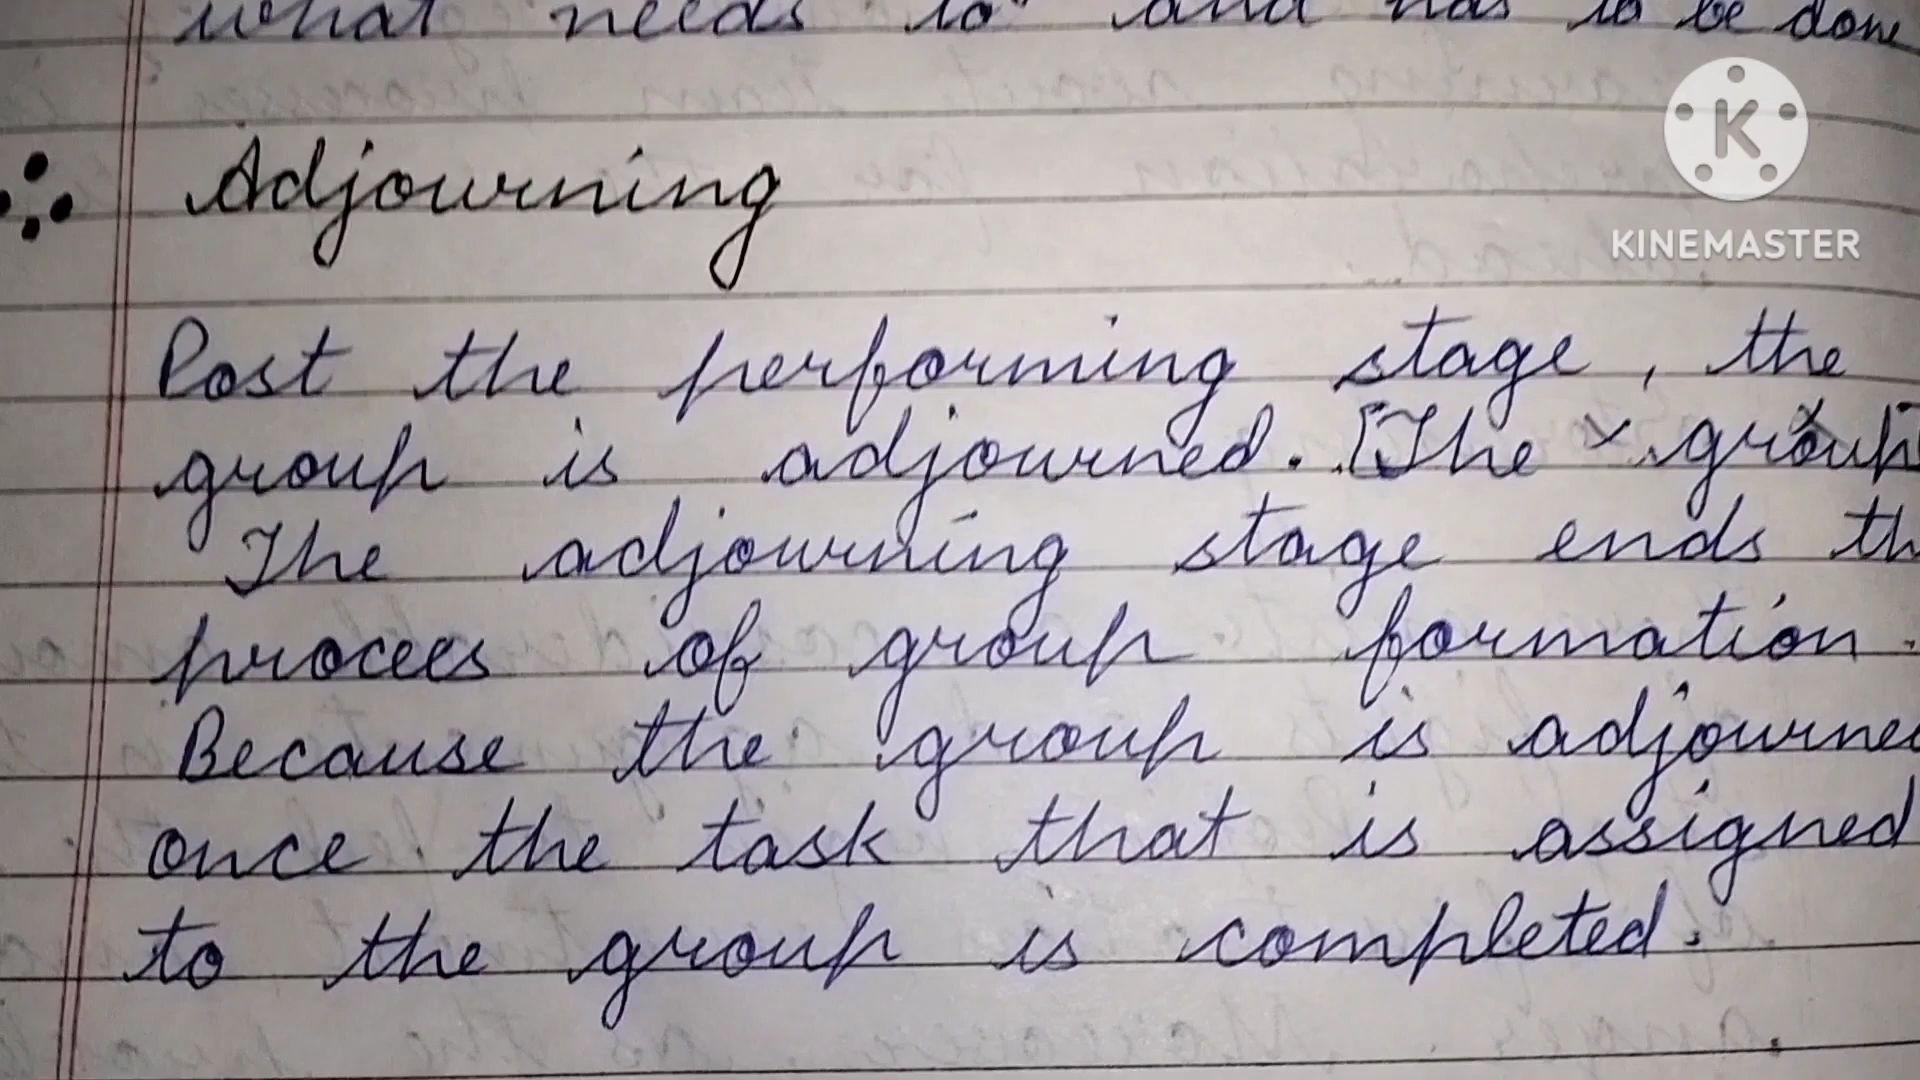 what needs to and has to be done
KINEMASTER
Adjourning
Post the performing stage, the
group is adjourned. [The group]
The adjourning stage ends th
procees of group formation.
Because the group is adjourned
once the task that is assigned
to the group is completed.